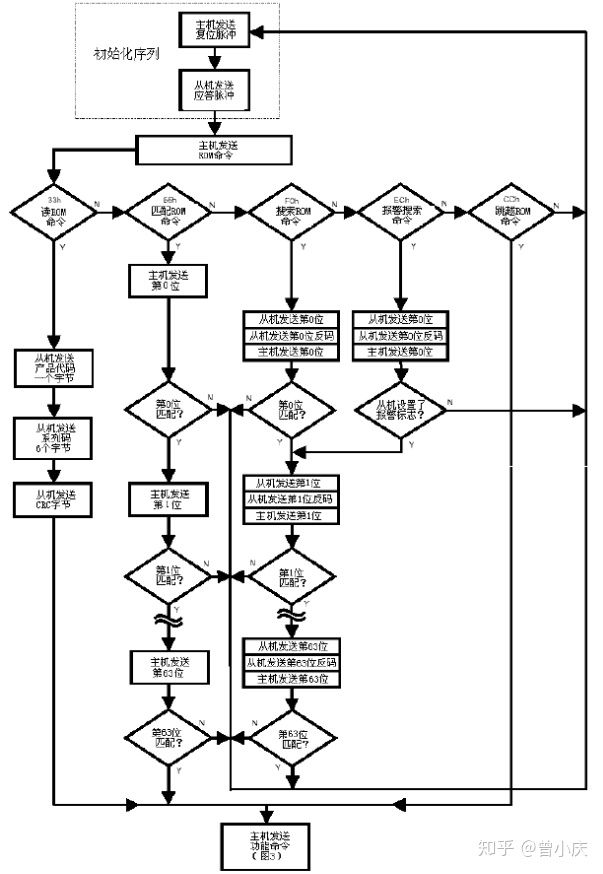 主机发送
复位脉冲
初始化序列
从机发送
应答脉冲
主机发送
ROM命令
33h
读ROM
命令
N
Y
55h
匹配ROM
命令
N
Y
F0h
搜索ROM
命令
N
Y
ECh
报警搜索
命令
N
Y
CCh
跳越ROM
命令
N
Y
主机发送
第0位
从机发送第0位
从机发送第0位反码
主机发送第0位
从机发送第0位
从机发送第0位反码
主机发送第0位
从机发送
产品代码
一个字节
第0位
匹配?
N
Y
第0位
匹配?
N
Y
从机设置了
报警标志?
N
Y
从机发送
系列码
6个字节
从机发送
CRC字节
主机发送
第1位
从机发送第1位
从机发送第1位反码
主机发送第1位
第1位
匹配?
N
Y
第1位
匹配?
N
Y
主机发送
第63位
从机发送第63位
从机发送第63位反码
主机发送第63位
第63位
匹配?
N
Y
第63位
匹配?
N
Y
主机发送
功能命令
(图3)
知乎 @曾小庆